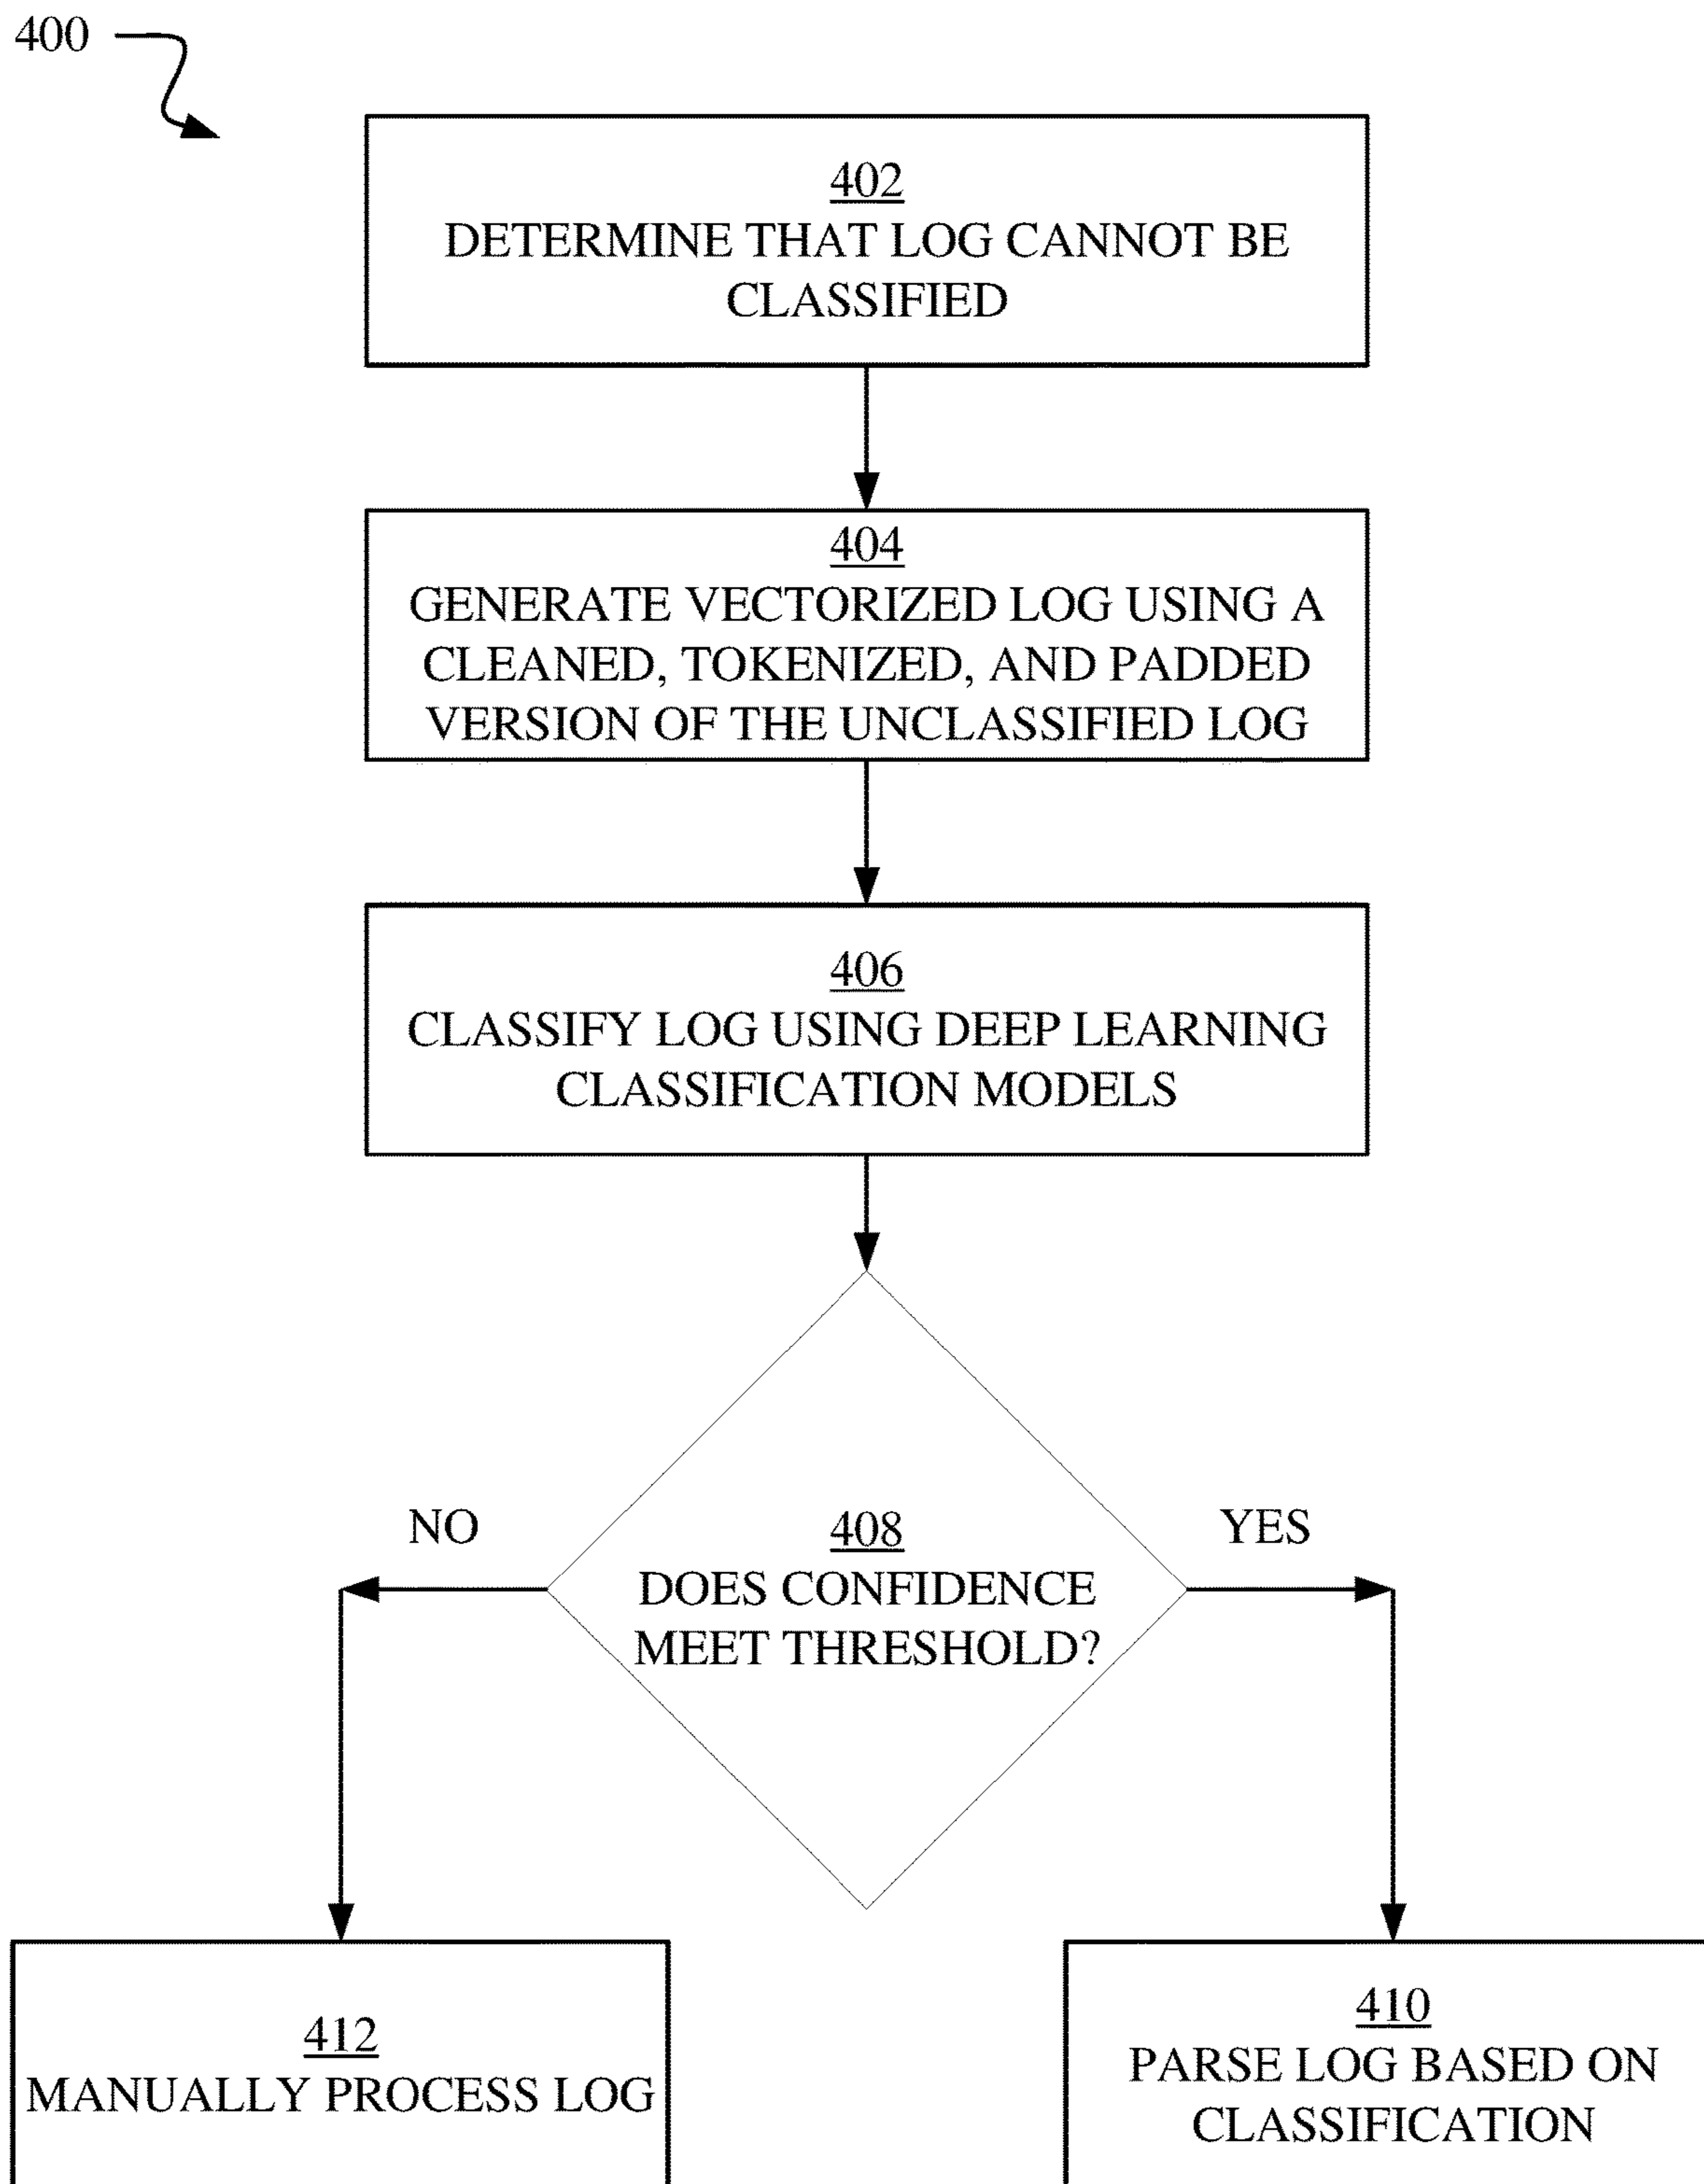 400
402
DETERMINE THAT LOG CANNOT BE
CLASSIFIED
404
GENERATE VECTORIZED LOG USING A
CLEANED, TOKENIZED, AND PADDED
VERSION OF THE UNCLASSIFIED LOG
406
CLASSIFY LOG USING DEEP LEARNING
CLASSIFICATION MODELS
NO
408
DOES CONFIDENCE
MEET THRESHOLD?
YES
412
MANUALLY PROCESS LOG
410
PARSE LOG BASED ON
CLASSIFICATION